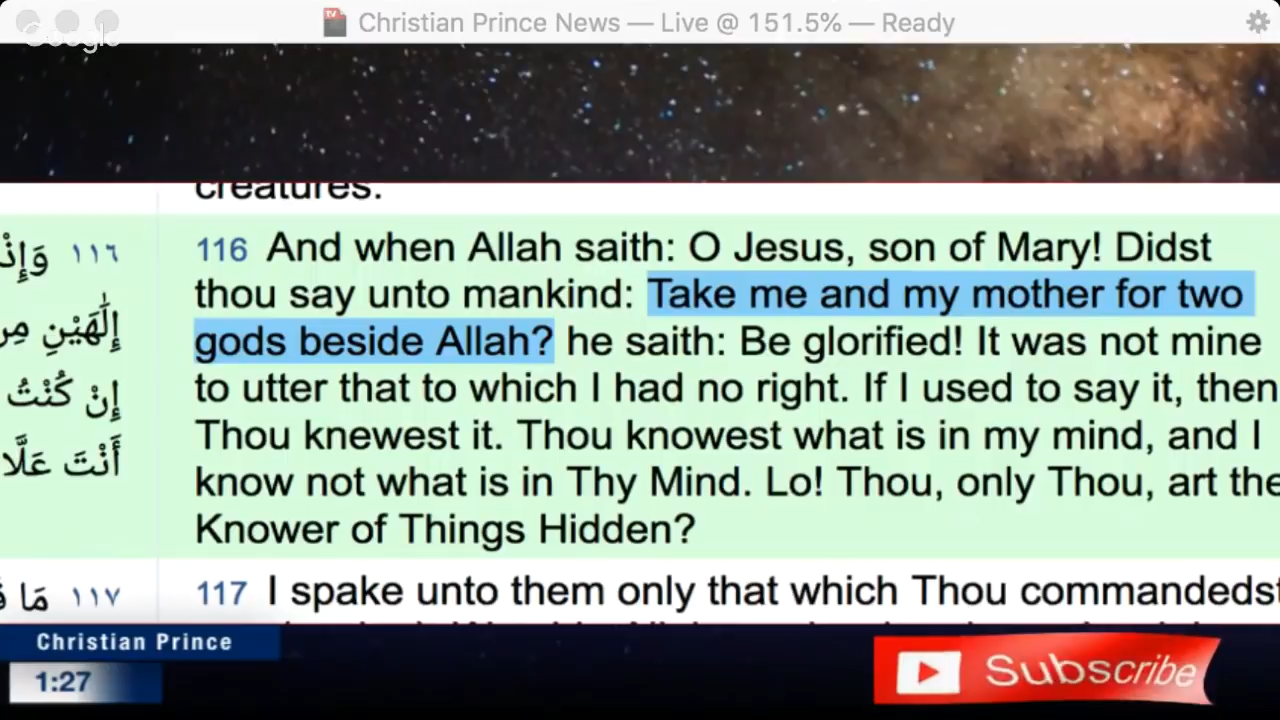 Christian Prince News — Live @ 151.5% — Ready
Google
creatures.
١١٦ وَإِذْ
116 And when Allah saith: O Jesus, son of Mary! Didst
إِلَٰهَيْنِ مِنْ
thou say unto mankind: Take me and my mother for two
gods beside Allah? he saith: Be glorified! It was not mine
إِنْ كُنْتُ
to utter that to which I had no right. If I used to say it, then
أَنْتَ عَلَّا
Thou knewest it. Thou knowest what is in my mind, and I
know not what is in Thy Mind. Lo! Thou, only Thou, art the
Knower of Things Hidden?
١١٧ مَا
117 I spake unto them only that which Thou commandedst
Christian Prince
1:27
Subscribe